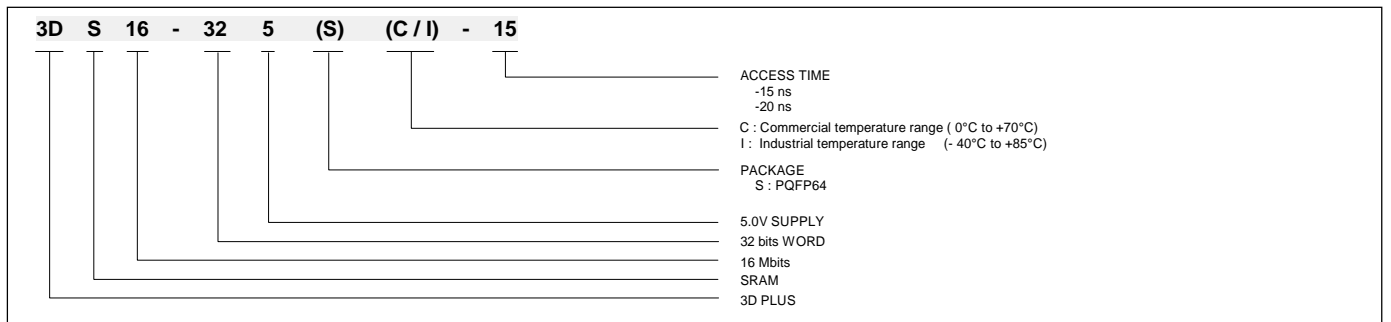 3D S 16 - 32 5 (S) (C / I) - 15
ACCESS TIME
-15 ns
-20 ns
C : Commercial temperature range ( 0°C to +70°C)
I : Industrial temperature range (- 40°C to +85°C)
PACKAGE
S : PQFP64
5.0V SUPPLY
32 bits WORD
16 Mbits
SRAM
3D PLUS